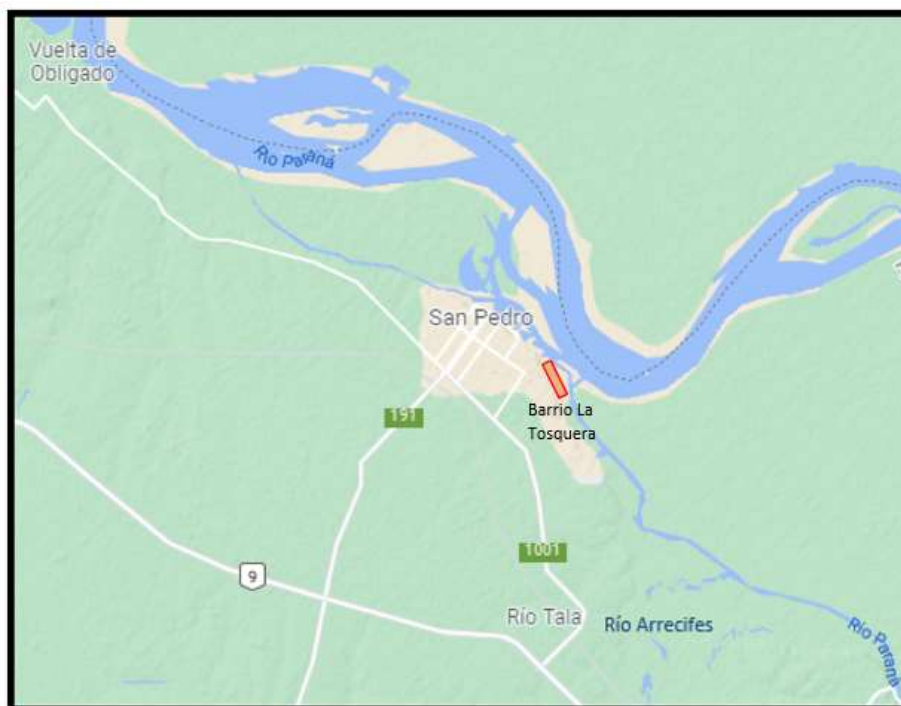 Vuelta de
Obligado
Río Paraná
San Pedro
Barrio La
Tosquera
191
1001
9
Río Tala
Río Arrecifes
Río Paraná